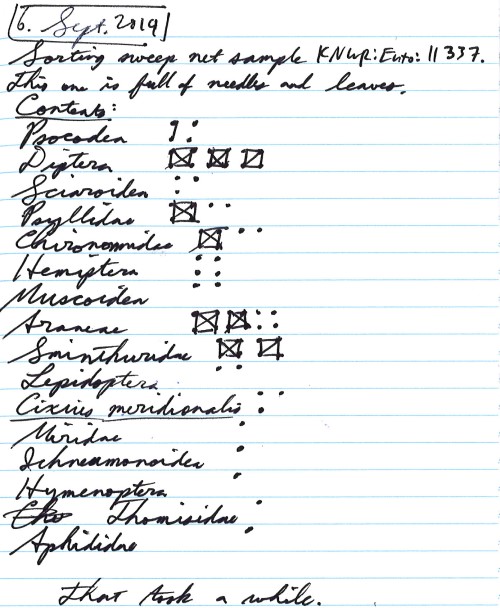 6. Sept. 2019
Sorting sweep net sample KNWR:Ento:11337.
This one is full of needles and leaves.
Contents:
Psocodea
Diptera
Sciaroidea
Psyllidae
Chironomidae
Hemiptera
Muscoidea
Araneae
Sminthuridae
Lepidoptera
Cixius meridionalis
Miridae
Ichneumonoidea
Hymenoptera
Thomisidae
Aphididae
That took a while.